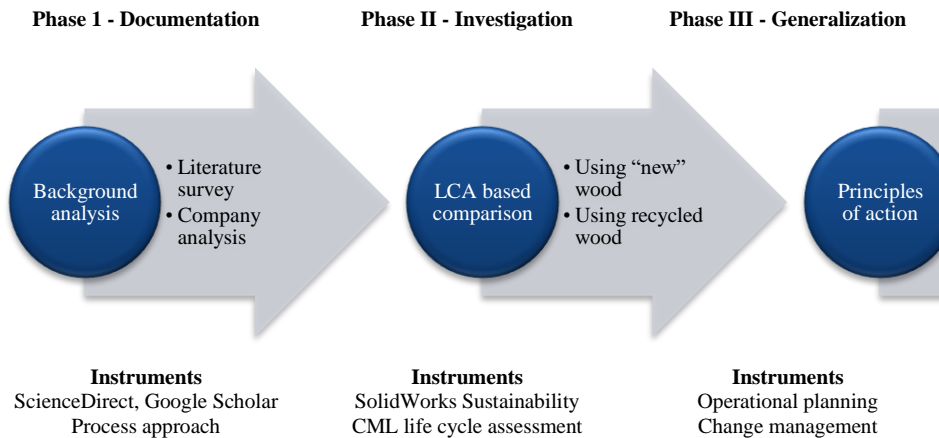 Phase 1 - Documentation
Phase II - Investigation
Phase III - Generalization
Background
analysis
• Literature
survey
• Company
analysis
LCA based
comparison
• Using “new”
wood
• Using recycled
wood
Principles
of action
Instruments
ScienceDirect, Google Scholar
Process approach
Instruments
SolidWorks Sustainability
CML life cycle assessment
Instruments
Operational planning
Change management